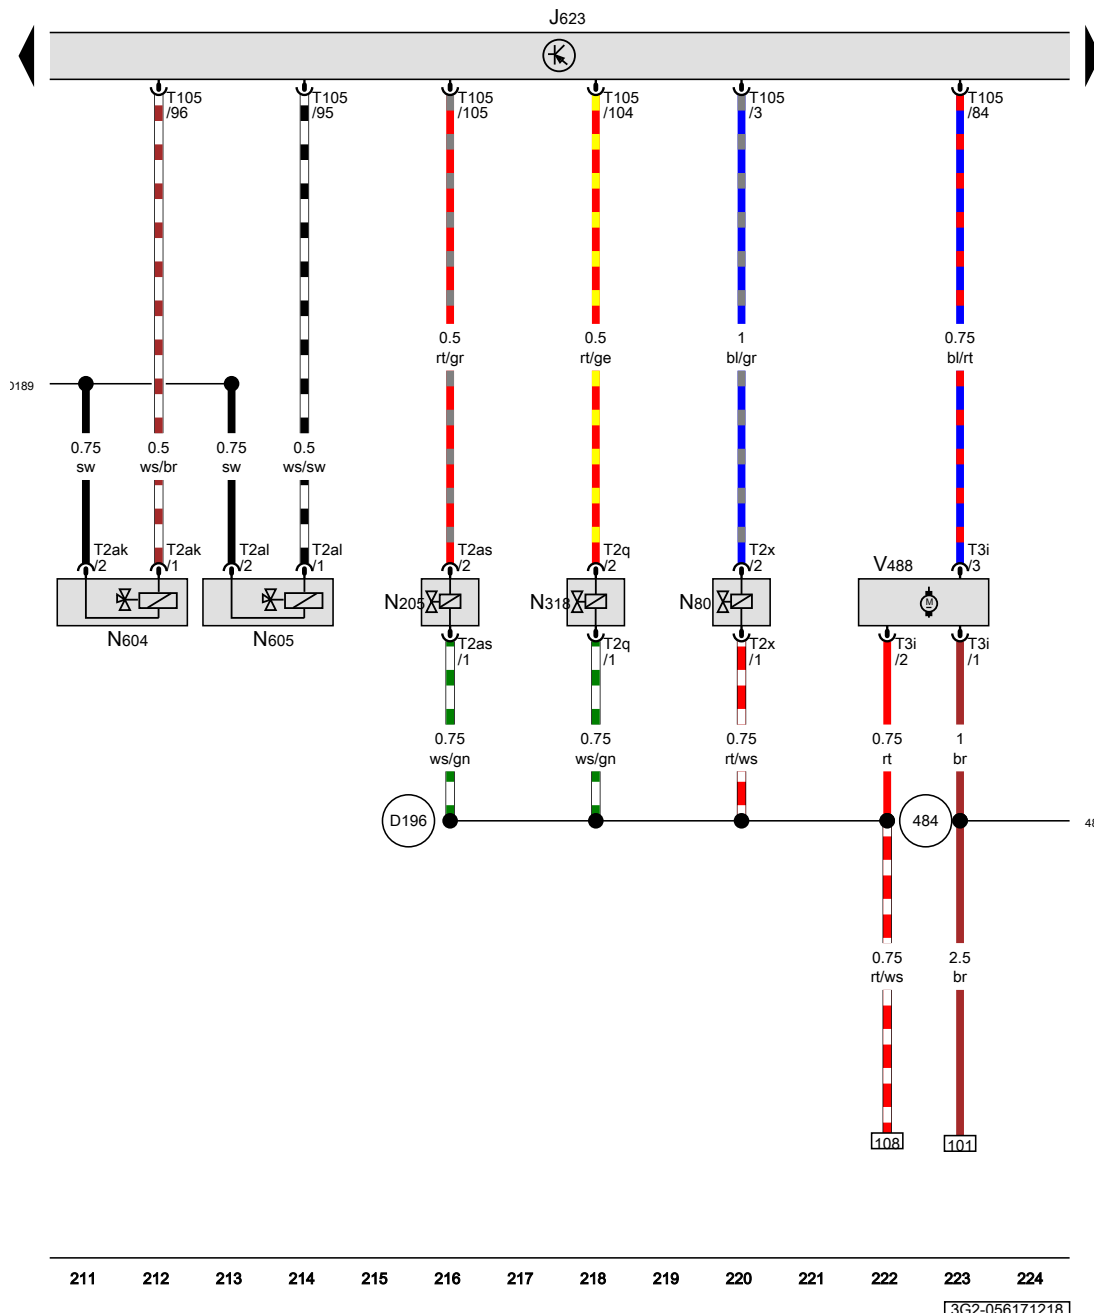 J623
T105
/96
T105
/95
T105
/105
T105
/104
T105
/3
T105
/84
0.5
rt/gr
0.5
rt/ge
1
bl/gr
0.75
bl/rt
D189
0.75
sw
0.5
ws/br
0.75
sw
0.5
ws/sw
T2ak
/2
T2ak
/1
T2al
/2
T2al
/1
T2as
/2
T2q
/2
T2x
/2
V488
T3i
/3
N205
N318
N80
M
N604
N605
T2as
/1
T2q
/1
T2x
/1
T3i
/2
T3i
/1
0.75
ws/gn
0.75
ws/gn
0.75
rt/ws
0.75
rt
1
br
D196
484
0.75
rt/ws
2.5
br
108
101
211 212 213 214 215 216 217 218 219 220 221 222 223 224
3G2-056171218